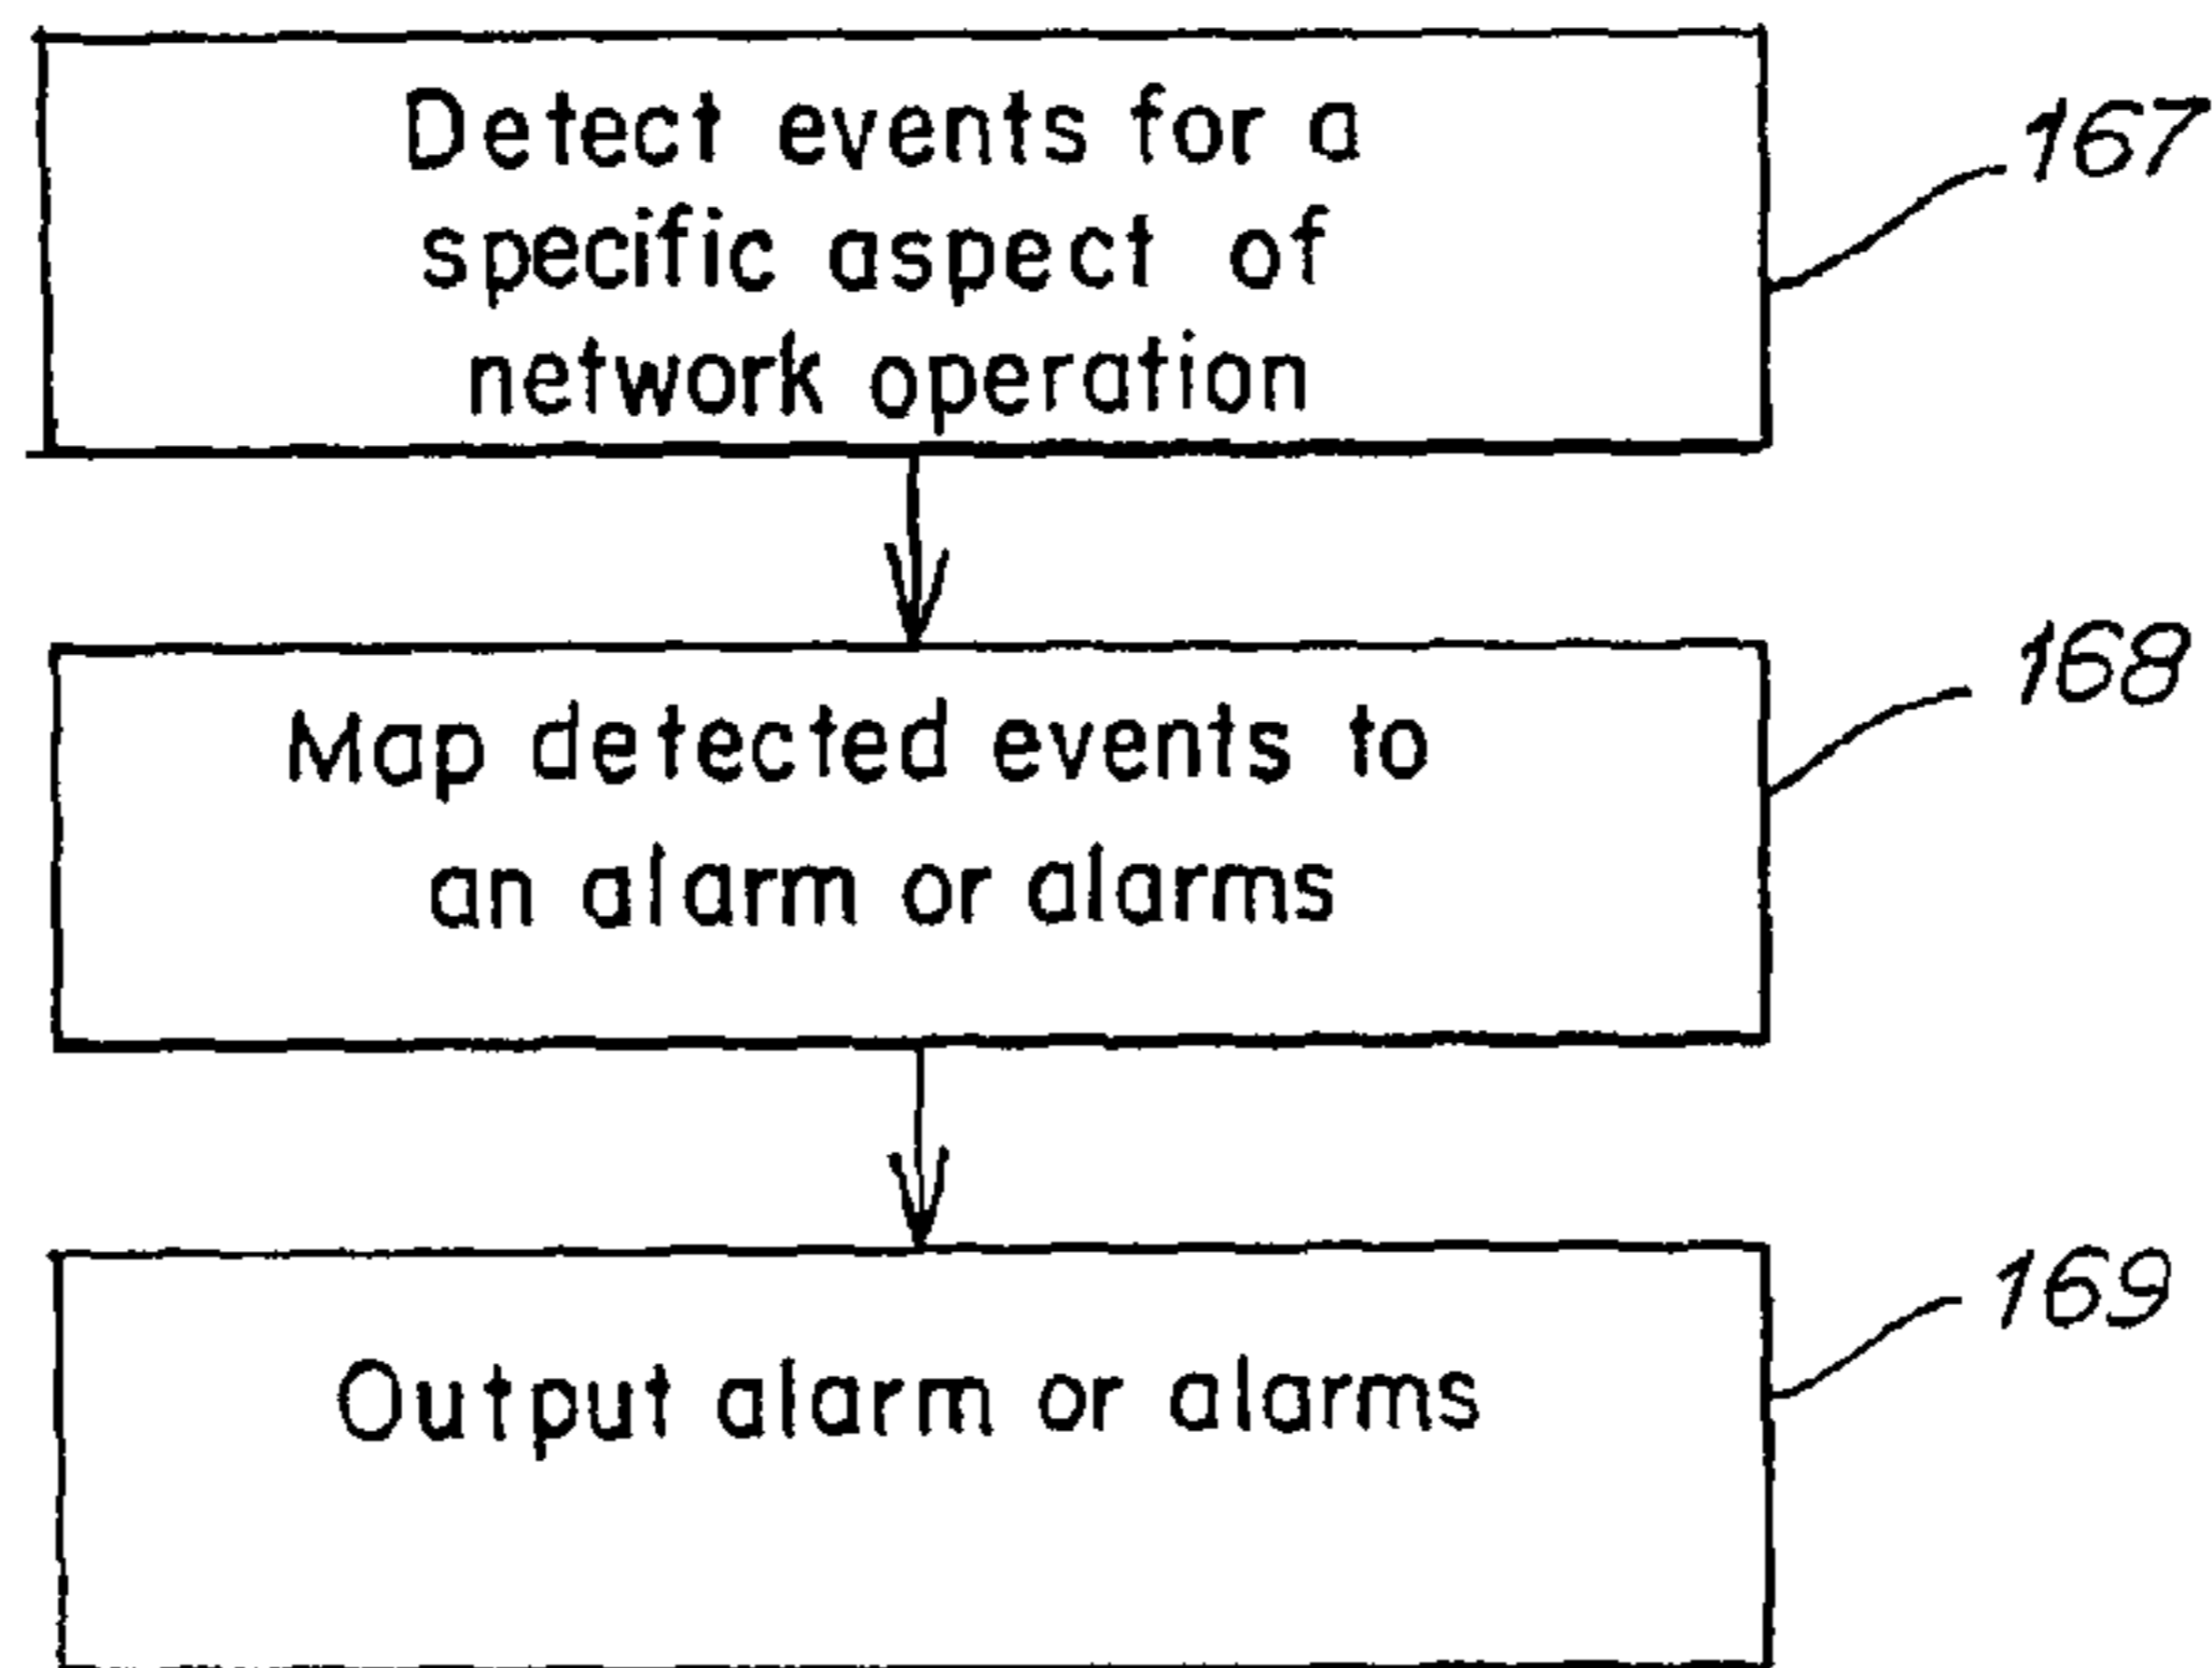 Detect events for a
specific aspect of
network operation
167
Map detected events to
an alarm or alarms
168
Output alarm or alarms
169